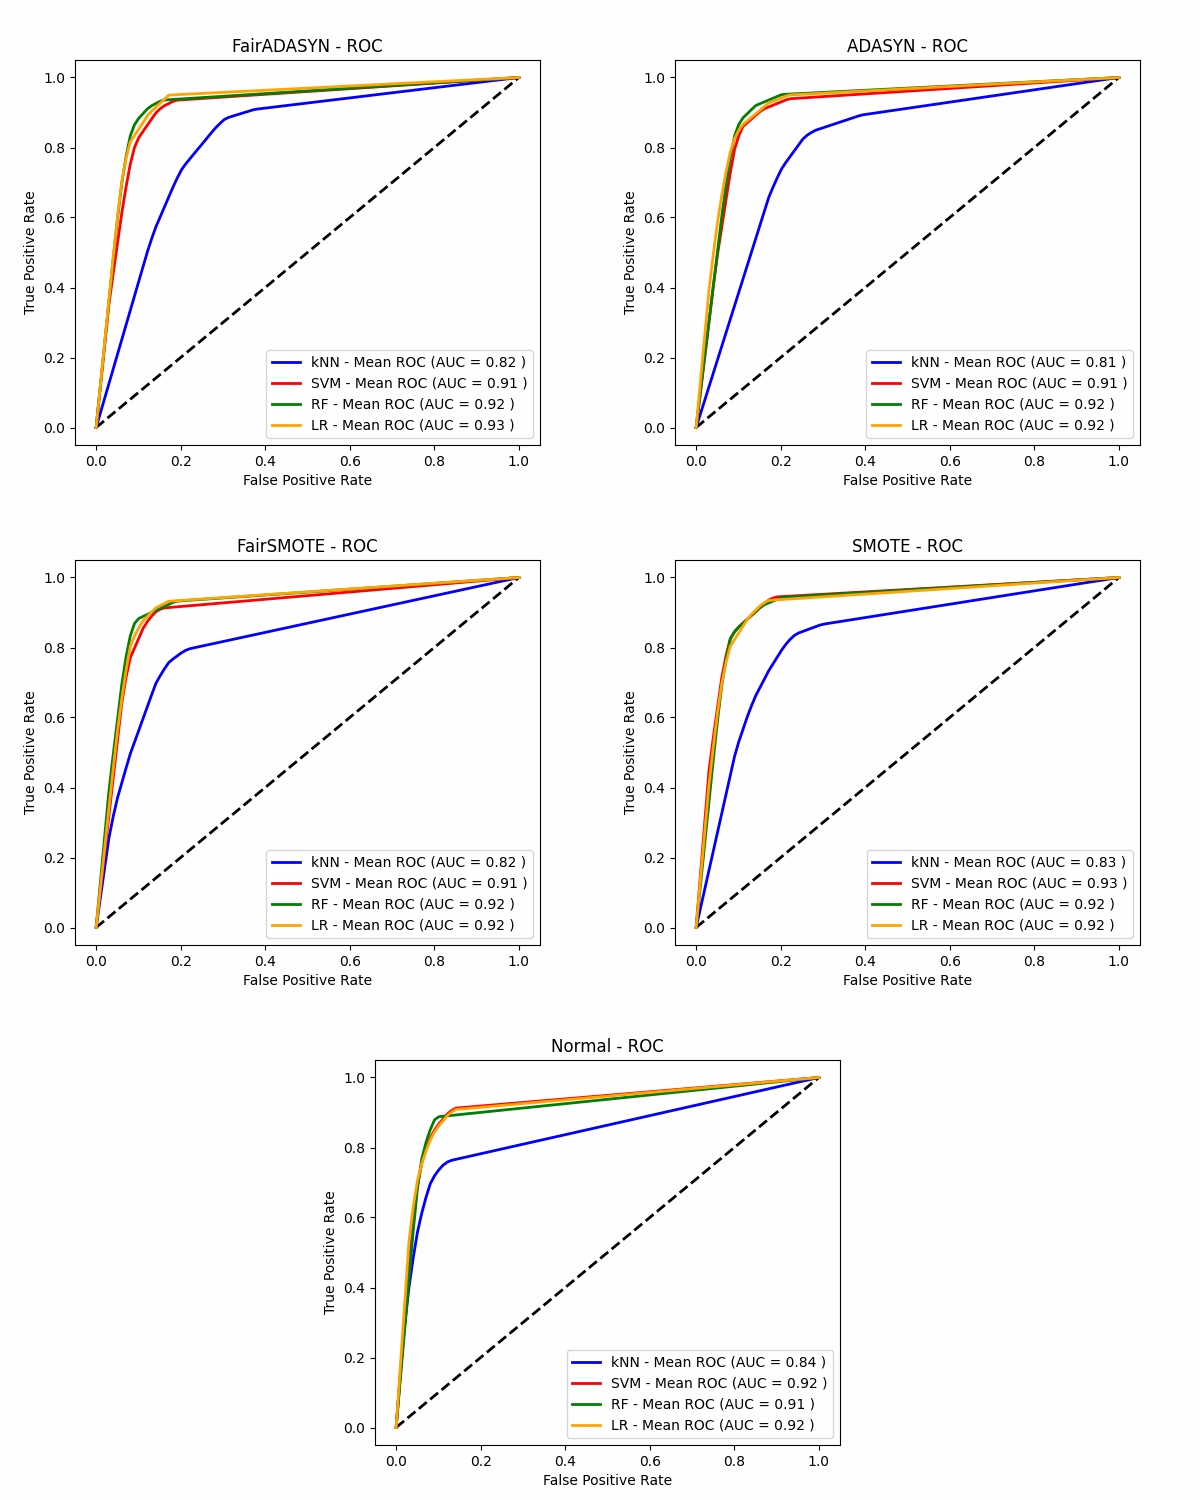 FairADASYN - ROC
True Positive Rate
1.0
0.8
0.6
0.4
0.2
0.0
kNN - Mean ROC (AUC = 0.82 )
SVM - Mean ROC (AUC = 0.91 )
RF - Mean ROC (AUC = 0.92 )
LR - Mean ROC (AUC = 0.93 )
0.0 0.2 0.4 0.6 0.8 1.0
False Positive Rate
ADASYN - ROC
True Positive Rate
1.0
0.8
0.6
0.4
0.2
0.0
kNN - Mean ROC (AUC = 0.81 )
SVM - Mean ROC (AUC = 0.91 )
RF - Mean ROC (AUC = 0.92 )
LR - Mean ROC (AUC = 0.92 )
0.0 0.2 0.4 0.6 0.8 1.0
False Positive Rate
FairSMOTE - ROC
True Positive Rate
1.0
0.8
0.6
0.4
0.2
0.0
kNN - Mean ROC (AUC = 0.82 )
SVM - Mean ROC (AUC = 0.91 )
RF - Mean ROC (AUC = 0.92 )
LR - Mean ROC (AUC = 0.92 )
0.0 0.2 0.4 0.6 0.8 1.0
False Positive Rate
SMOTE - ROC
True Positive Rate
1.0
0.8
0.6
0.4
0.2
0.0
kNN - Mean ROC (AUC = 0.83 )
SVM - Mean ROC (AUC = 0.93 )
RF - Mean ROC (AUC = 0.92 )
LR - Mean ROC (AUC = 0.92 )
0.0 0.2 0.4 0.6 0.8 1.0
False Positive Rate
Normal - ROC
True Positive Rate
1.0
0.8
0.6
0.4
0.2
0.0
kNN - Mean ROC (AUC = 0.84 )
SVM - Mean ROC (AUC = 0.92 )
RF - Mean ROC (AUC = 0.91 )
LR - Mean ROC (AUC = 0.92 )
0.0 0.2 0.4 0.6 0.8 1.0
False Positive Rate